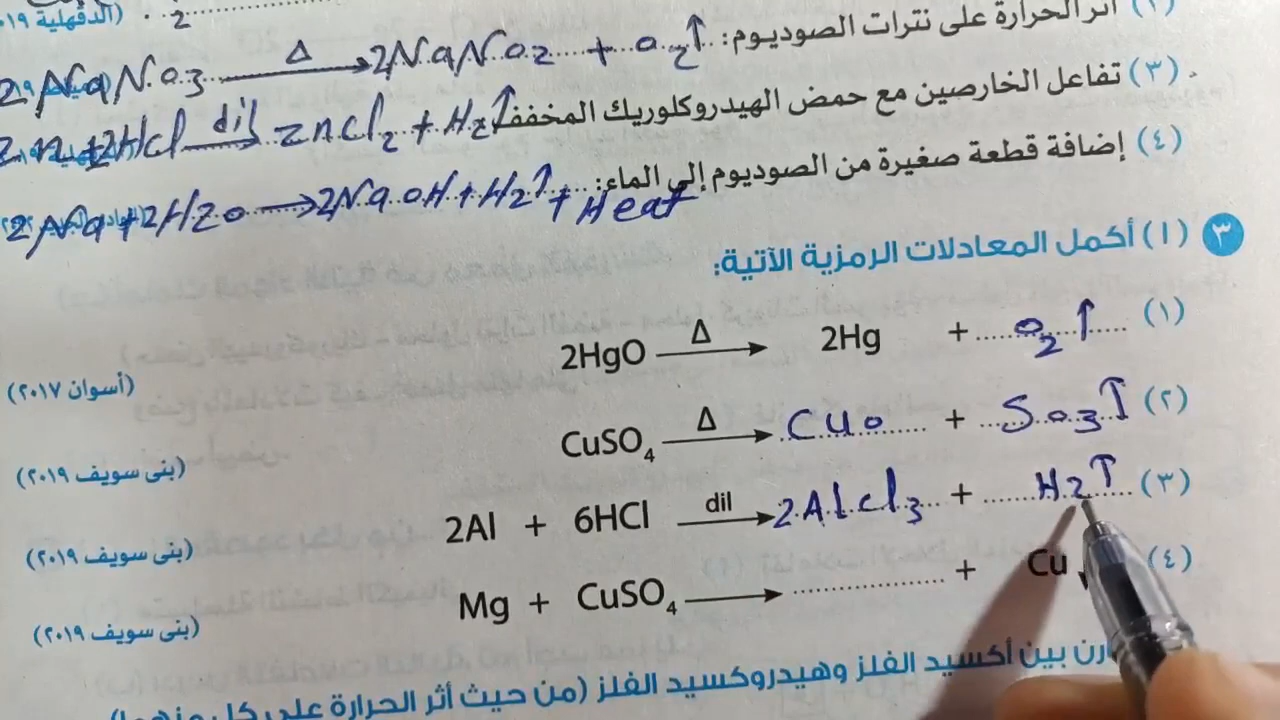 (الدقهلية ٢٠١٩
2
(٢) أثر الحرارة على نترات الصوديوم: 2NaNO3 —Δ→ 2NaNO2 + O2↑
(٣) تفاعل الخارصين مع حمض الهيدروكلوريك المخفف: Zn + 2HCl —dil→ ZnCl2 + H2↑
(٤) إضافة قطعة صغيرة من الصوديوم إلى الماء: 2Na + 2H2O → 2NaOH + H2↑ + Heat
٣ (١) أكمل المعادلات الرمزية الآتية:
(١) 2HgO —Δ→ 2Hg + O2↑ (أسوان ٢٠١٧)
(٢) CuSO4 —Δ→ CuO + SO3↑ (بنى سويف ٢٠١٩)
(٣) 2Al + 6HCl —dil→ 2AlCl3 + H2↑ (بنى سويف ٢٠١٩)
(٤) Mg + CuSO4 → .......... + Cu (بنى سويف ٢٠١٩)
بين أكسيد الفلز وهيدروكسيد الفلز (من حيث أثر الحرارة على كل منهما)